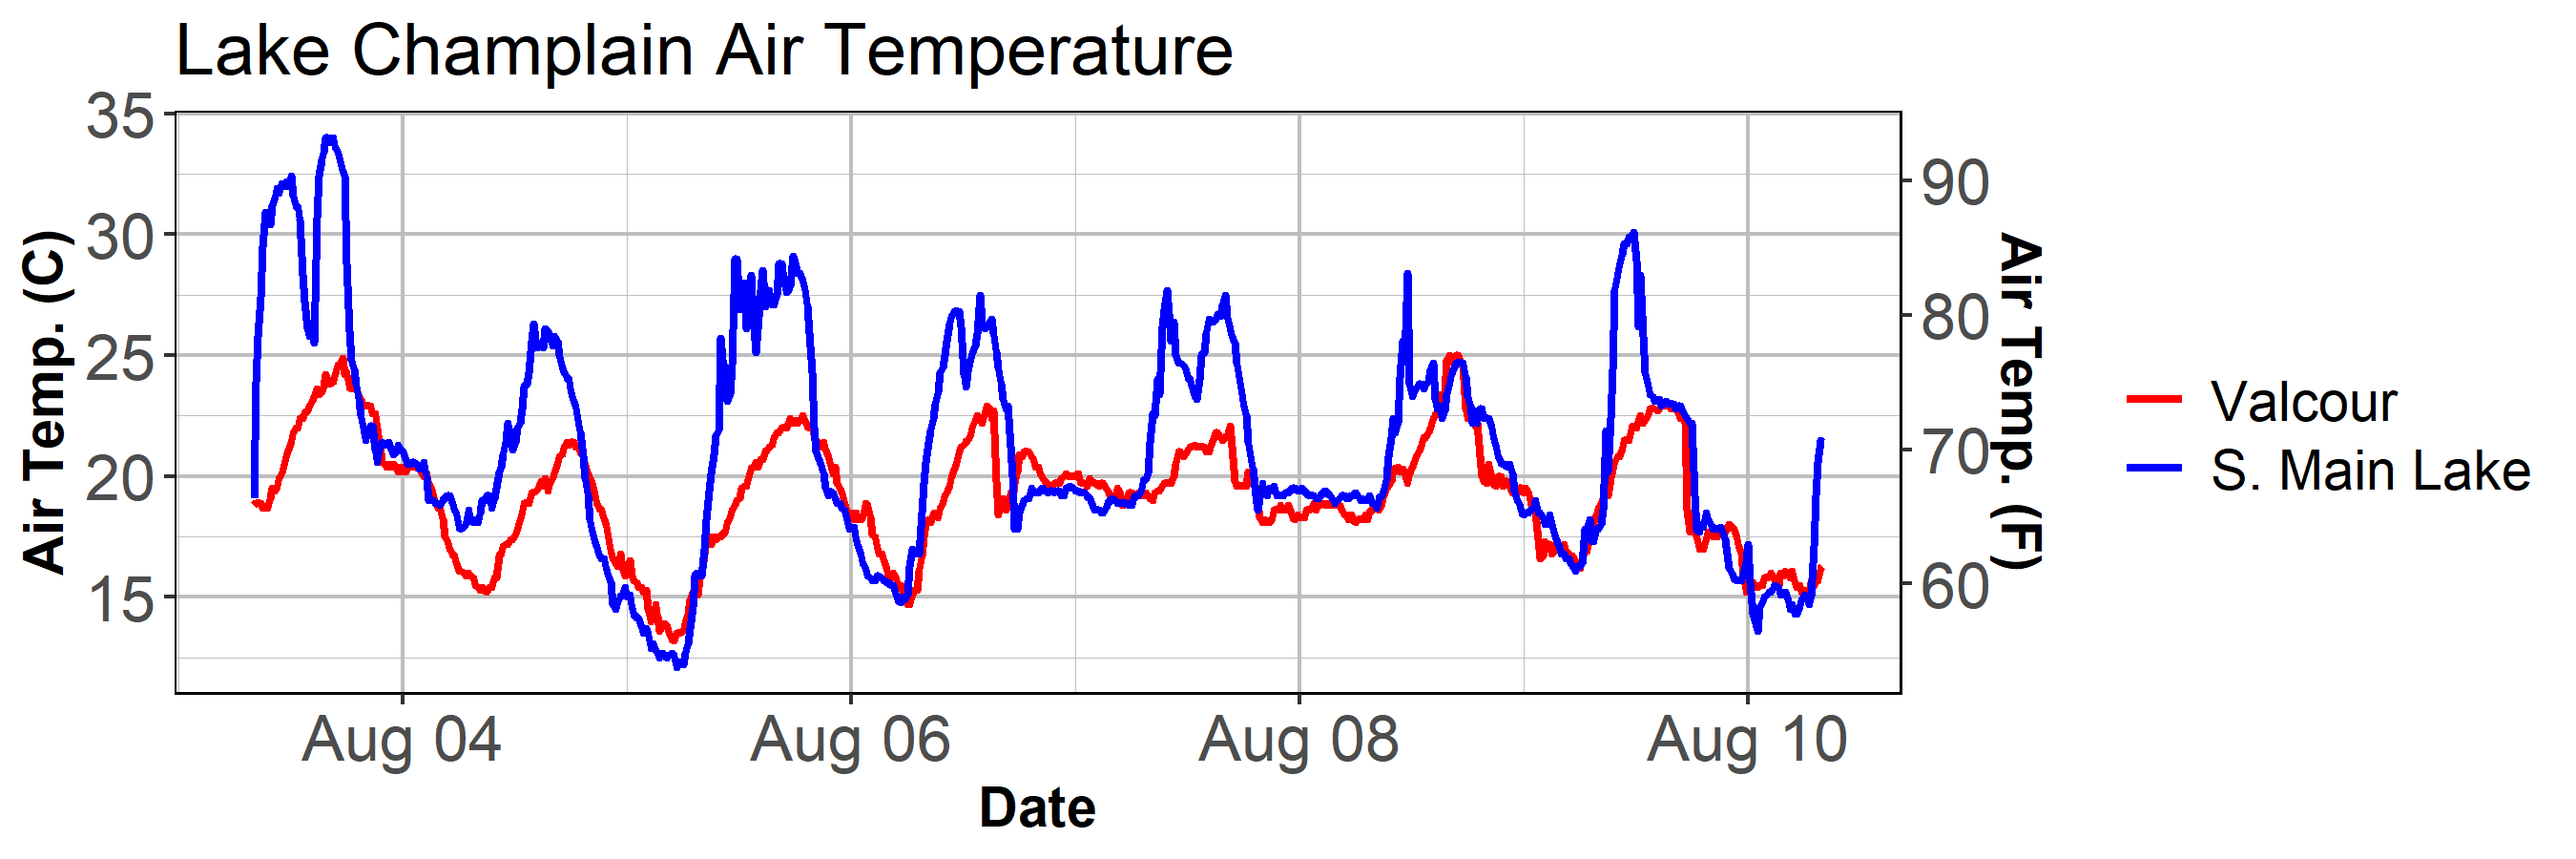 Lake Champlain Air Temperature
35
30
25
20
15
Air Temp. (C)
90
80
70
60
Air Temp. (F)
Aug 04
Aug 06
Aug 08
Aug 10
Date
Valcour
S. Main Lake